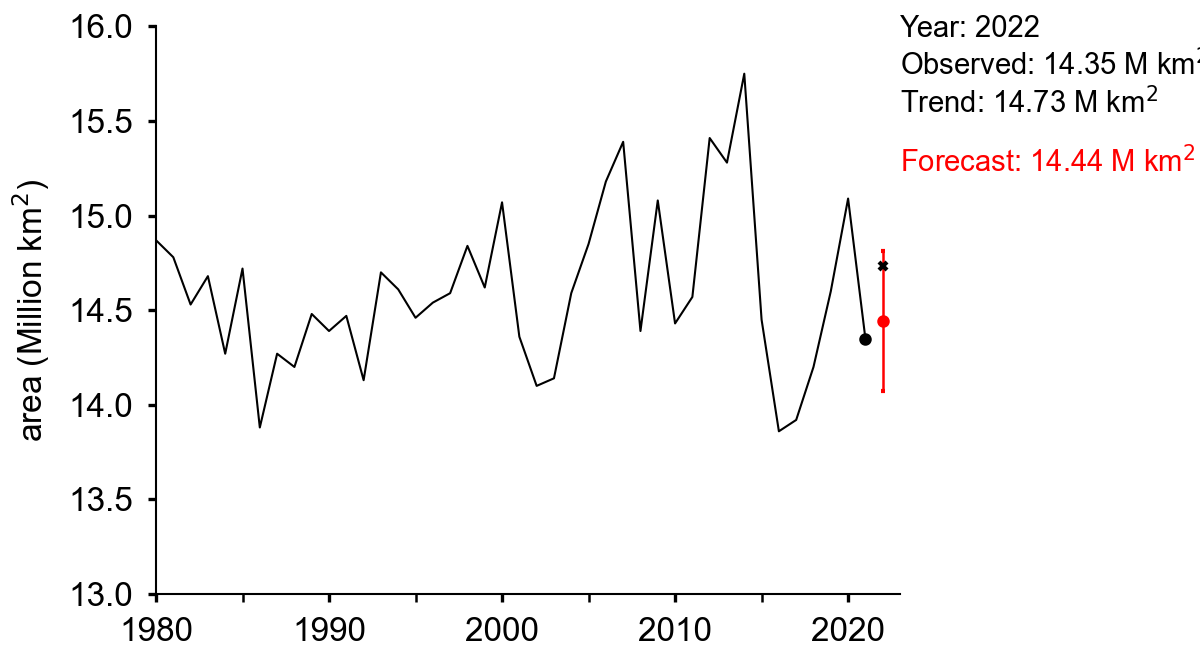 16.0
15.5
15.0
14.5
14.0
13.5
13.0
area (Million km²)
1980
1990
2000
2010
2020
Year: 2022
Observed: 14.35 M km²
Trend: 14.73 M km²
Forecast: 14.44 M km²